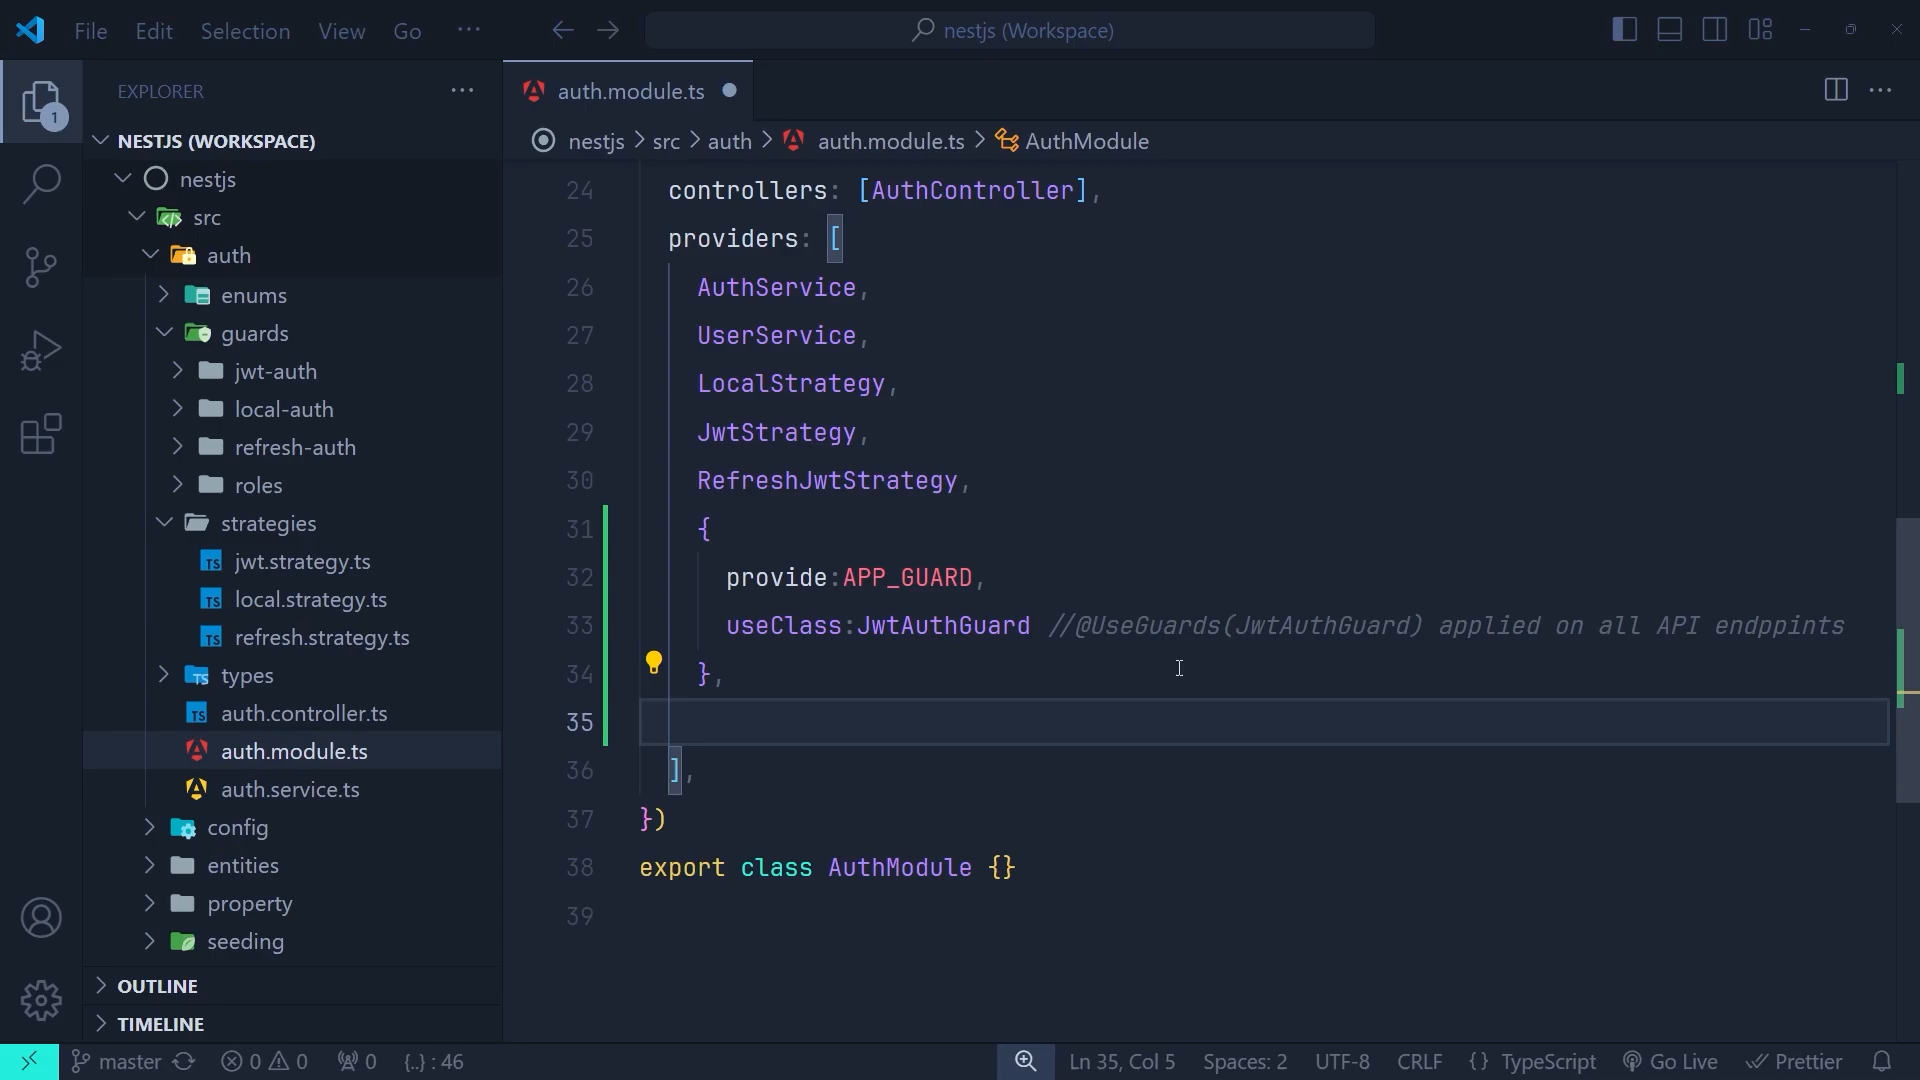 File Edit Selection View Go ···
nestjs (Workspace)
EXPLORER
1
NESTJS (WORKSPACE)
nestjs
src
auth
enums
guards
jwt-auth
local-auth
refresh-auth
roles
strategies
TS jwt.strategy.ts
TS local.strategy.ts
TS refresh.strategy.ts
TS types
TS auth.controller.ts
auth.module.ts
auth.service.ts
config
entities
property
seeding
OUTLINE
TIMELINE
auth.module.ts
nestjs > src > auth > auth.module.ts > AuthModule
24 controllers: [AuthController],
25 providers: [
26 AuthService,
27 UserService,
28 LocalStrategy,
29 JwtStrategy,
30 RefreshJwtStrategy,
31 {
32 provide:APP_GUARD,
33 useClass:JwtAuthGuard //@UseGuards(JwtAuthGuard) applied on all API endppints
34 },
35
36 ],
37 })
38 export class AuthModule {}
39
master 0 0 0 {..} : 46 Ln 35, Col 5 Spaces: 2 UTF-8 CRLF {} TypeScript Go Live Prettier